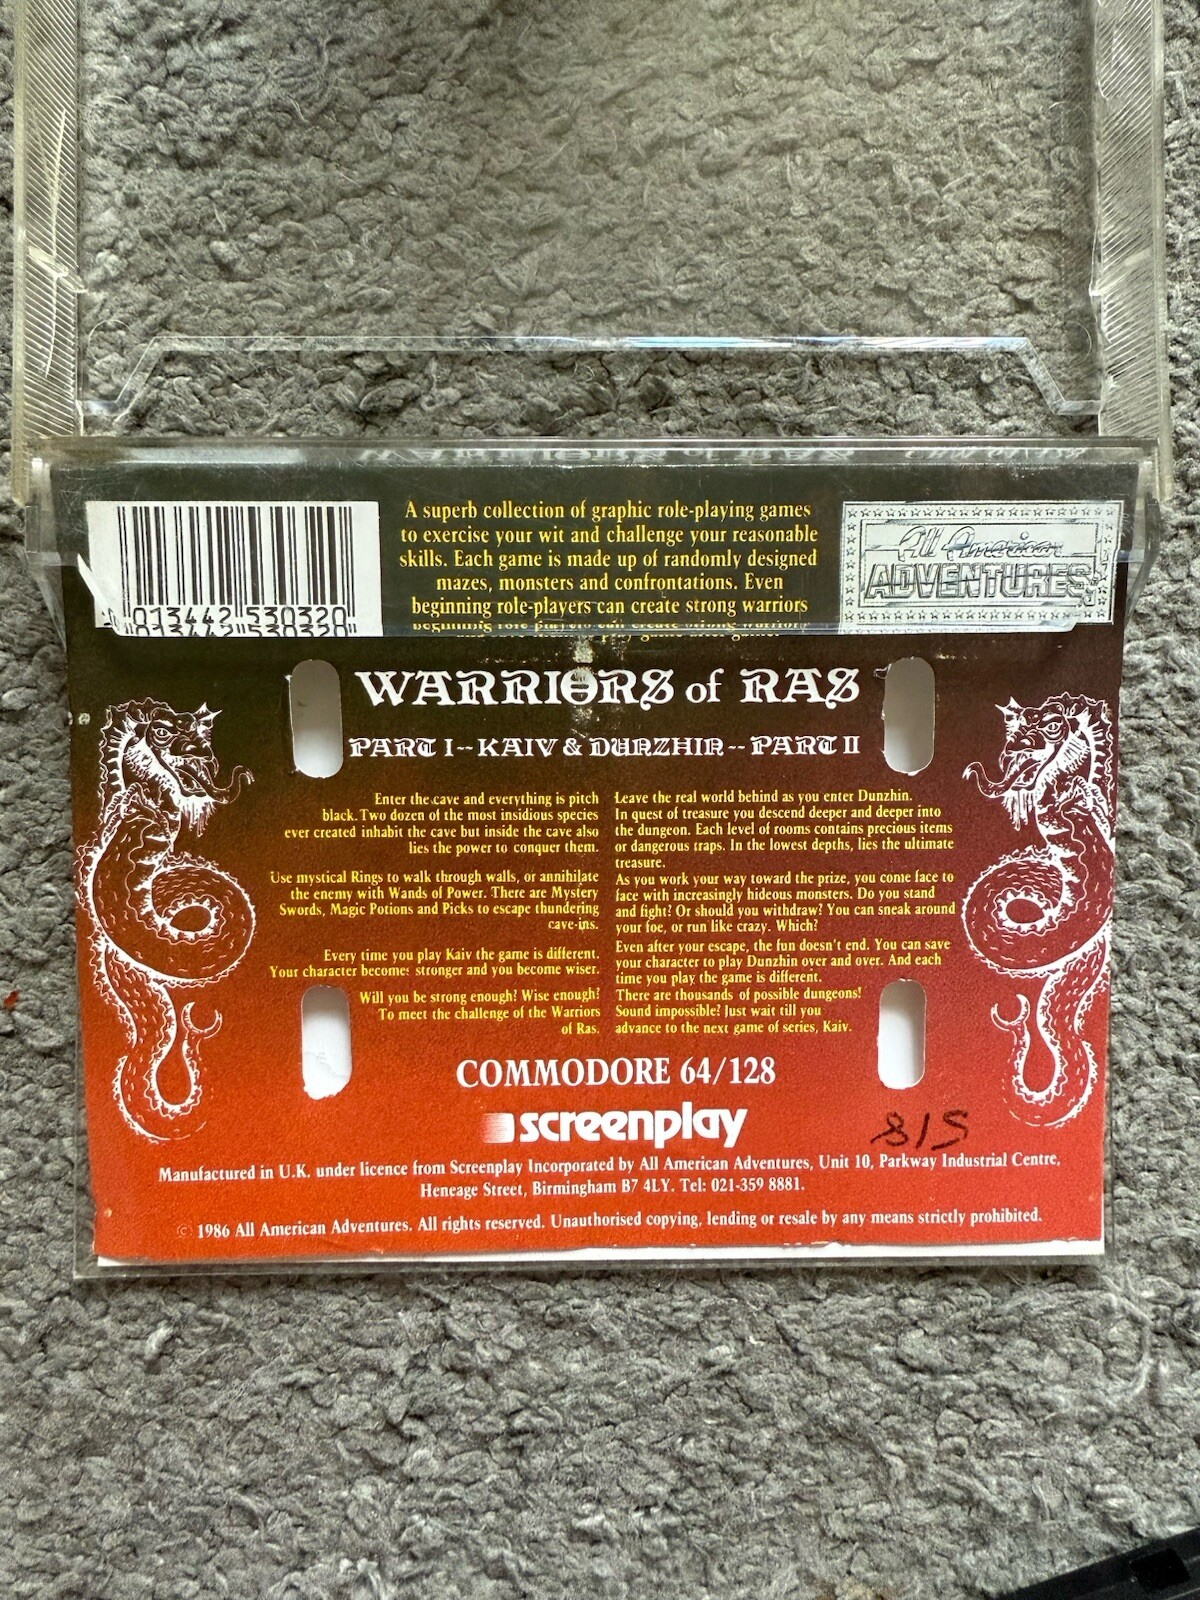 WARRIORS of RAS
013442 530320
A superb collection of graphic role-playing games
to exercise your wit and challenge your reasonable
skills. Each game is made up of randomly designed
mazes, monsters and confrontations. Even
beginning role-players can create strong warriors
play game after game.
All American
ADVENTURES
WARRIORS of RAS
PART I -- KAIV & DUNZHIN -- PART II
Enter the cave and everything is pitch
black. Two dozen of the most insidious species
ever created inhabit the cave but inside the cave also
lies the power to conquer them.
Use mystical Rings to walk through walls, or annihilate
the enemy with Wands of Power. There are Mystery
Swords, Magic Potions and Picks to escape thundering
cave-ins.
Every time you play Kaiv the game is different.
Your character becomes stronger and you become wiser.
Will you be strong enough? Wise enough?
To meet the challenge of the Warriors
of Ras.
Leave the real world behind as you enter Dunzhin.
In quest of treasure you descend deeper and deeper into
the dungeon. Each level of rooms contains precious items
or dangerous traps. In the lowest depths, lies the ultimate
treasure.
As you work your way toward the prize, you come face to
face with increasingly hideous monsters. Do you stand
and fight? Or should you withdraw? You can sneak around
your foe, or run like crazy. Which?
Even after your escape, the fun doesn't end. You can save
your character to play Dunzhin over and over. And each
time you play the game is different.
There are thousands of possible dungeons!
Sound impossible? Just wait till you
advance to the next game of series, Kaiv.
COMMODORE 64/128
screenplay
Manufactured in U.K. under licence from Screenplay Incorporated by All American Adventures, Unit 10, Parkway Industrial Centre,
Heneage Street, Birmingham B7 4LY. Tel: 021-359 8881.
© 1986 All American Adventures. All rights reserved. Unauthorised copying, lending or resale by any means strictly prohibited.